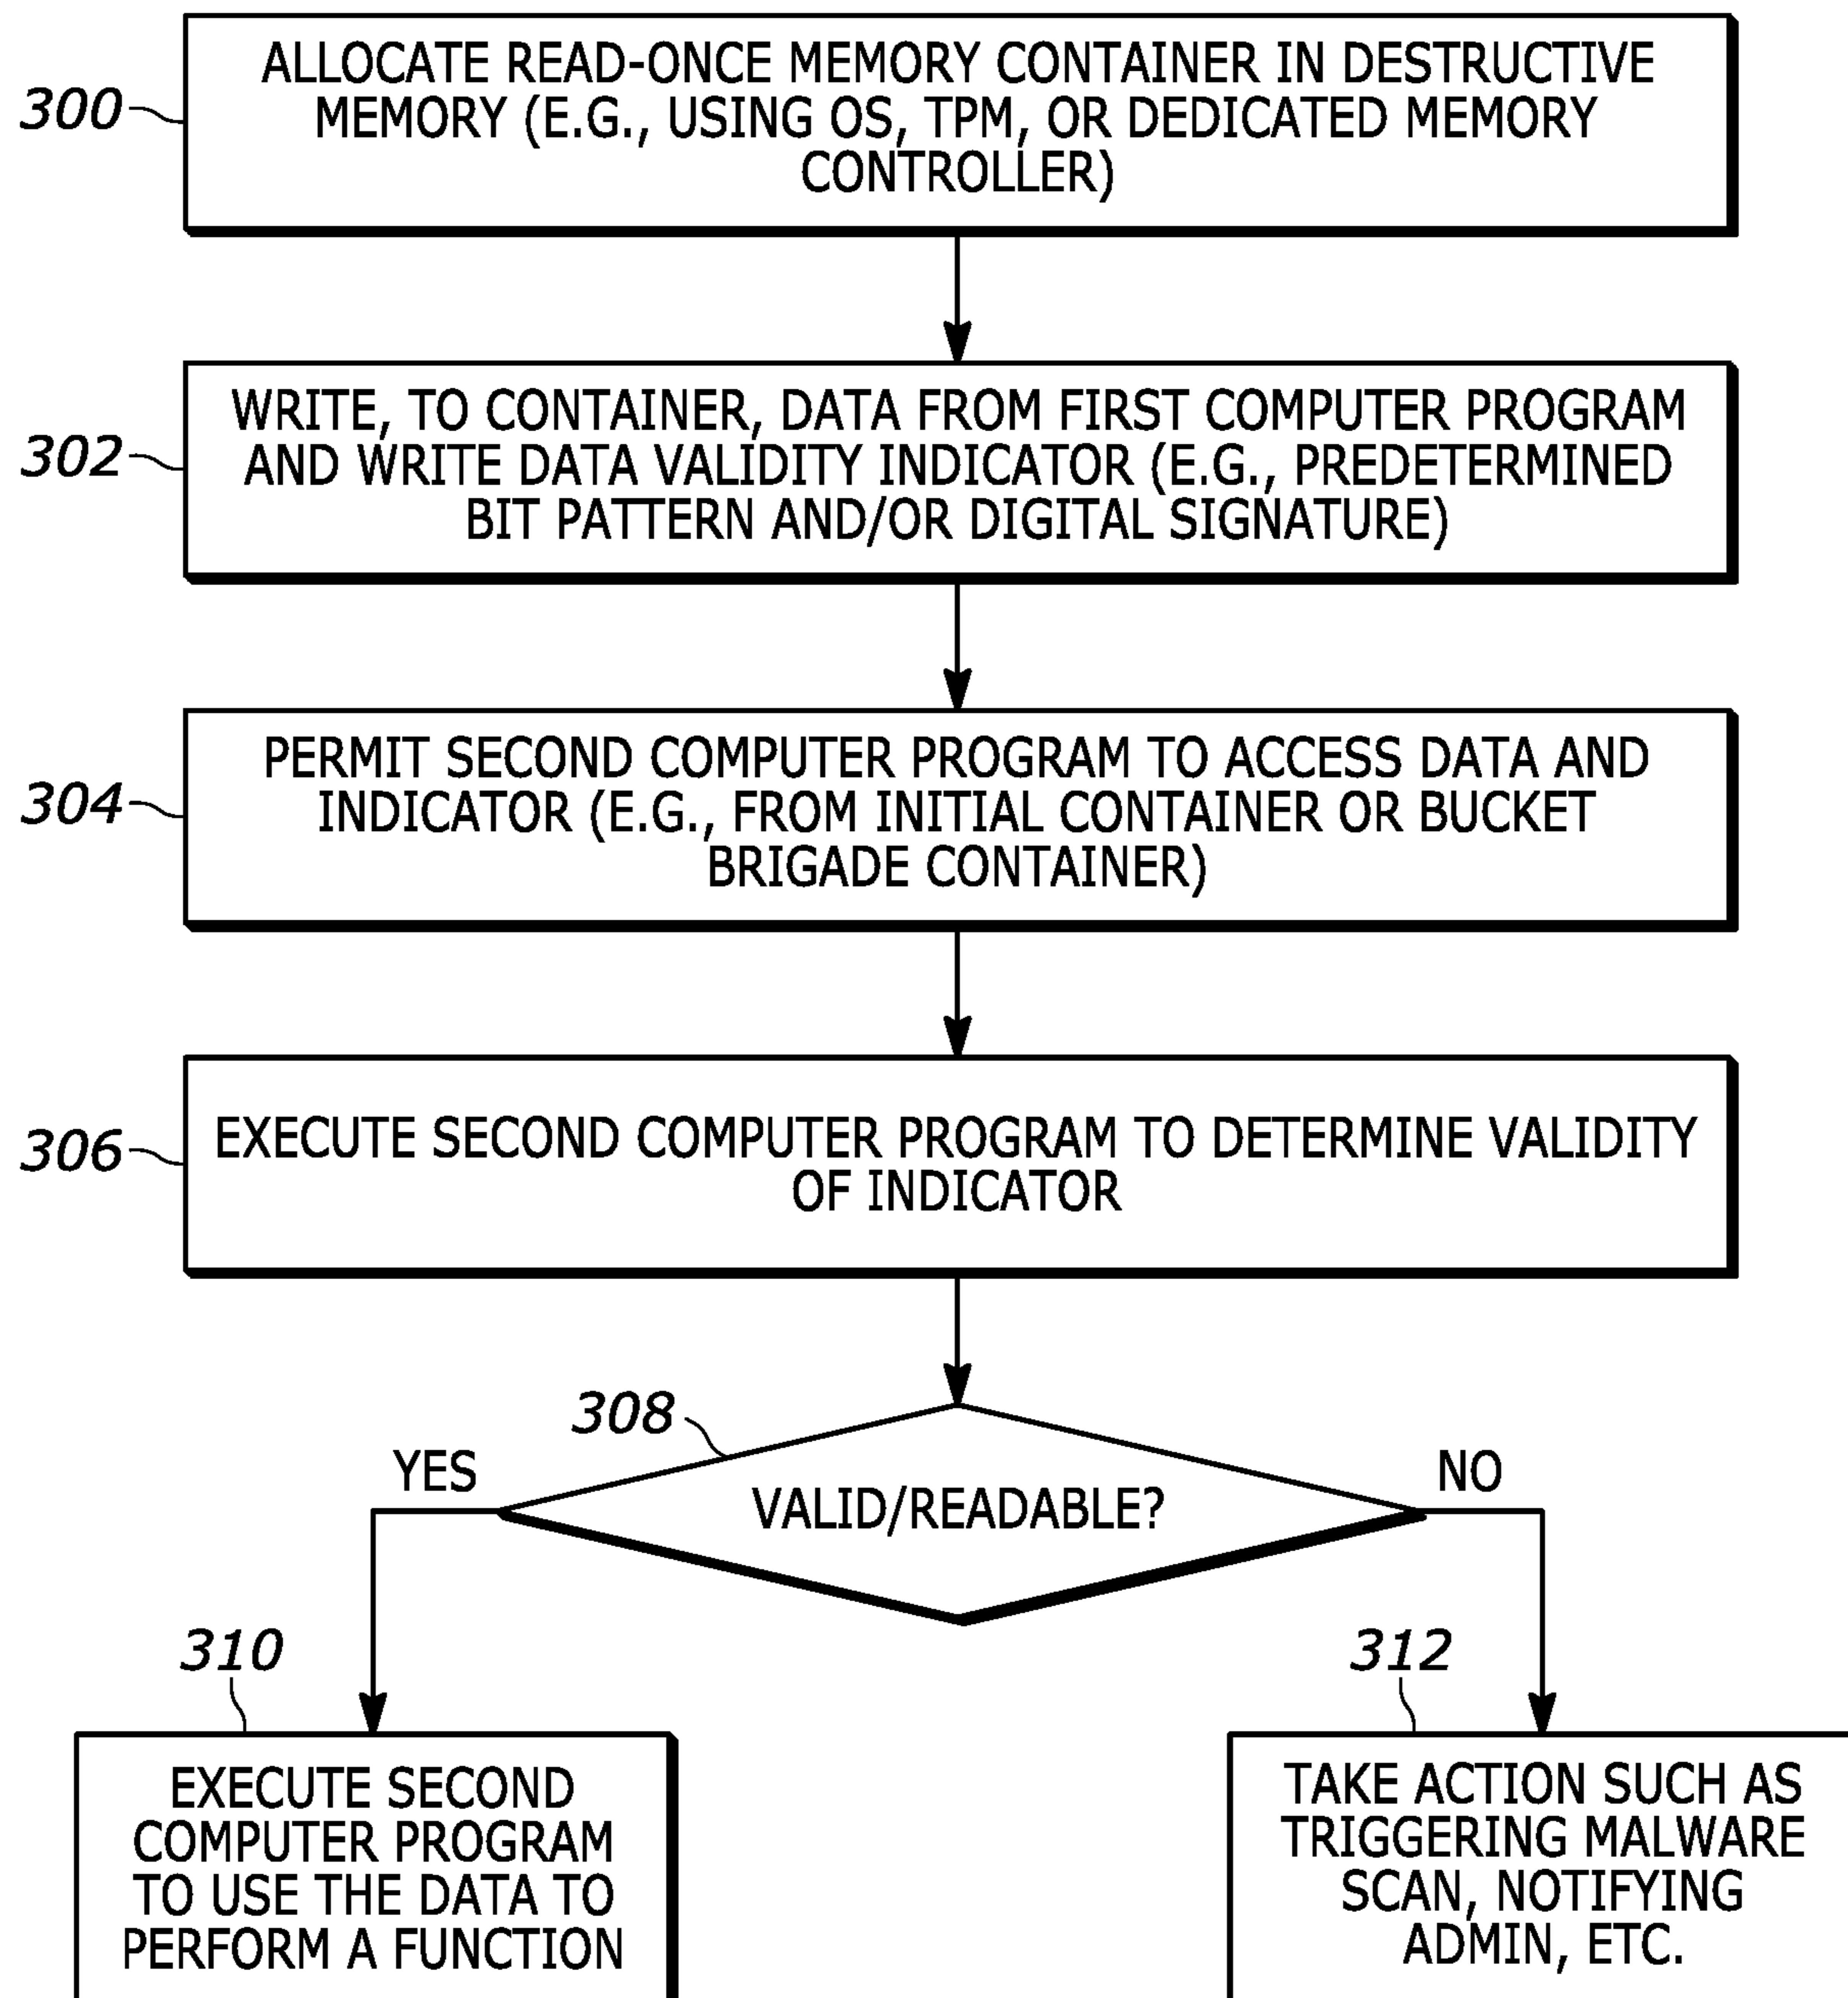 300
ALLOCATE READ-ONCE MEMORY CONTAINER IN DESTRUCTIVE
MEMORY (E.G., USING OS, TPM, OR DEDICATED MEMORY
CONTROLLER)
302
WRITE, TO CONTAINER, DATA FROM FIRST COMPUTER PROGRAM
AND WRITE DATA VALIDITY INDICATOR (E.G., PREDETERMINED
BIT PATTERN AND/OR DIGITAL SIGNATURE)
304
PERMIT SECOND COMPUTER PROGRAM TO ACCESS DATA AND
INDICATOR (E.G., FROM INITIAL CONTAINER OR BUCKET
BRIGADE CONTAINER)
306
EXECUTE SECOND COMPUTER PROGRAM TO DETERMINE VALIDITY
OF INDICATOR
308
YES
VALID/READABLE?
NO
310
EXECUTE SECOND
COMPUTER PROGRAM
TO USE THE DATA TO
PERFORM A FUNCTION
312
TAKE ACTION SUCH AS
TRIGGERING MALWARE
SCAN, NOTIFYING
ADMIN, ETC.